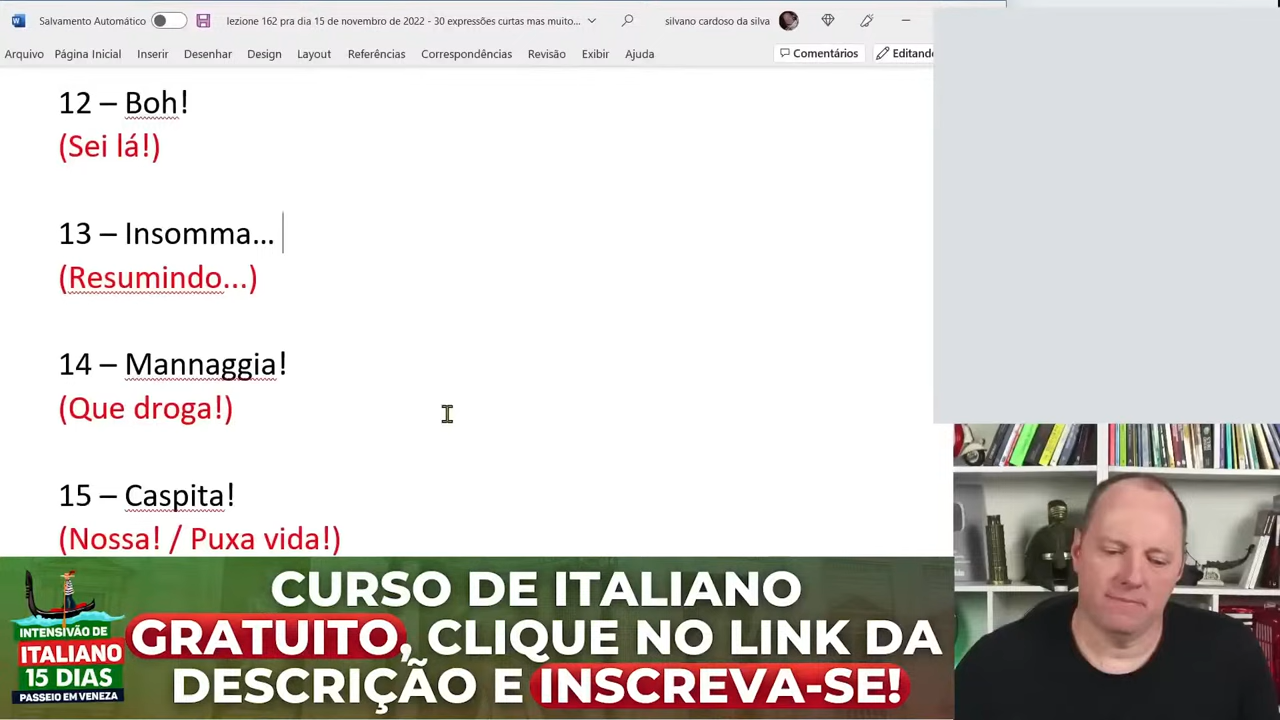 Salvamento Automático
lezione 162 pra dia 15 de novembro de 2022 - 30 expressões curtas mas muito...
silvano cardoso da silva
Arquivo Página Inicial Inserir Desenhar Design Layout Referências Correspondências Revisão Exibir Ajuda Comentários Editando
12 – Boh!
(Sei lá!)
13 – Insomma...
(Resumindo...)
14 – Mannaggia!
(Que droga!)
15 – Caspita!
(Nossa! / Puxa vida!)
INTENSIVÃO DE
ITALIANO
15 DIAS
PASSEIO EM VENEZA
CURSO DE ITALIANO
GRATUITO, CLIQUE NO LINK DA
DESCRIÇÃO E INSCREVA-SE!